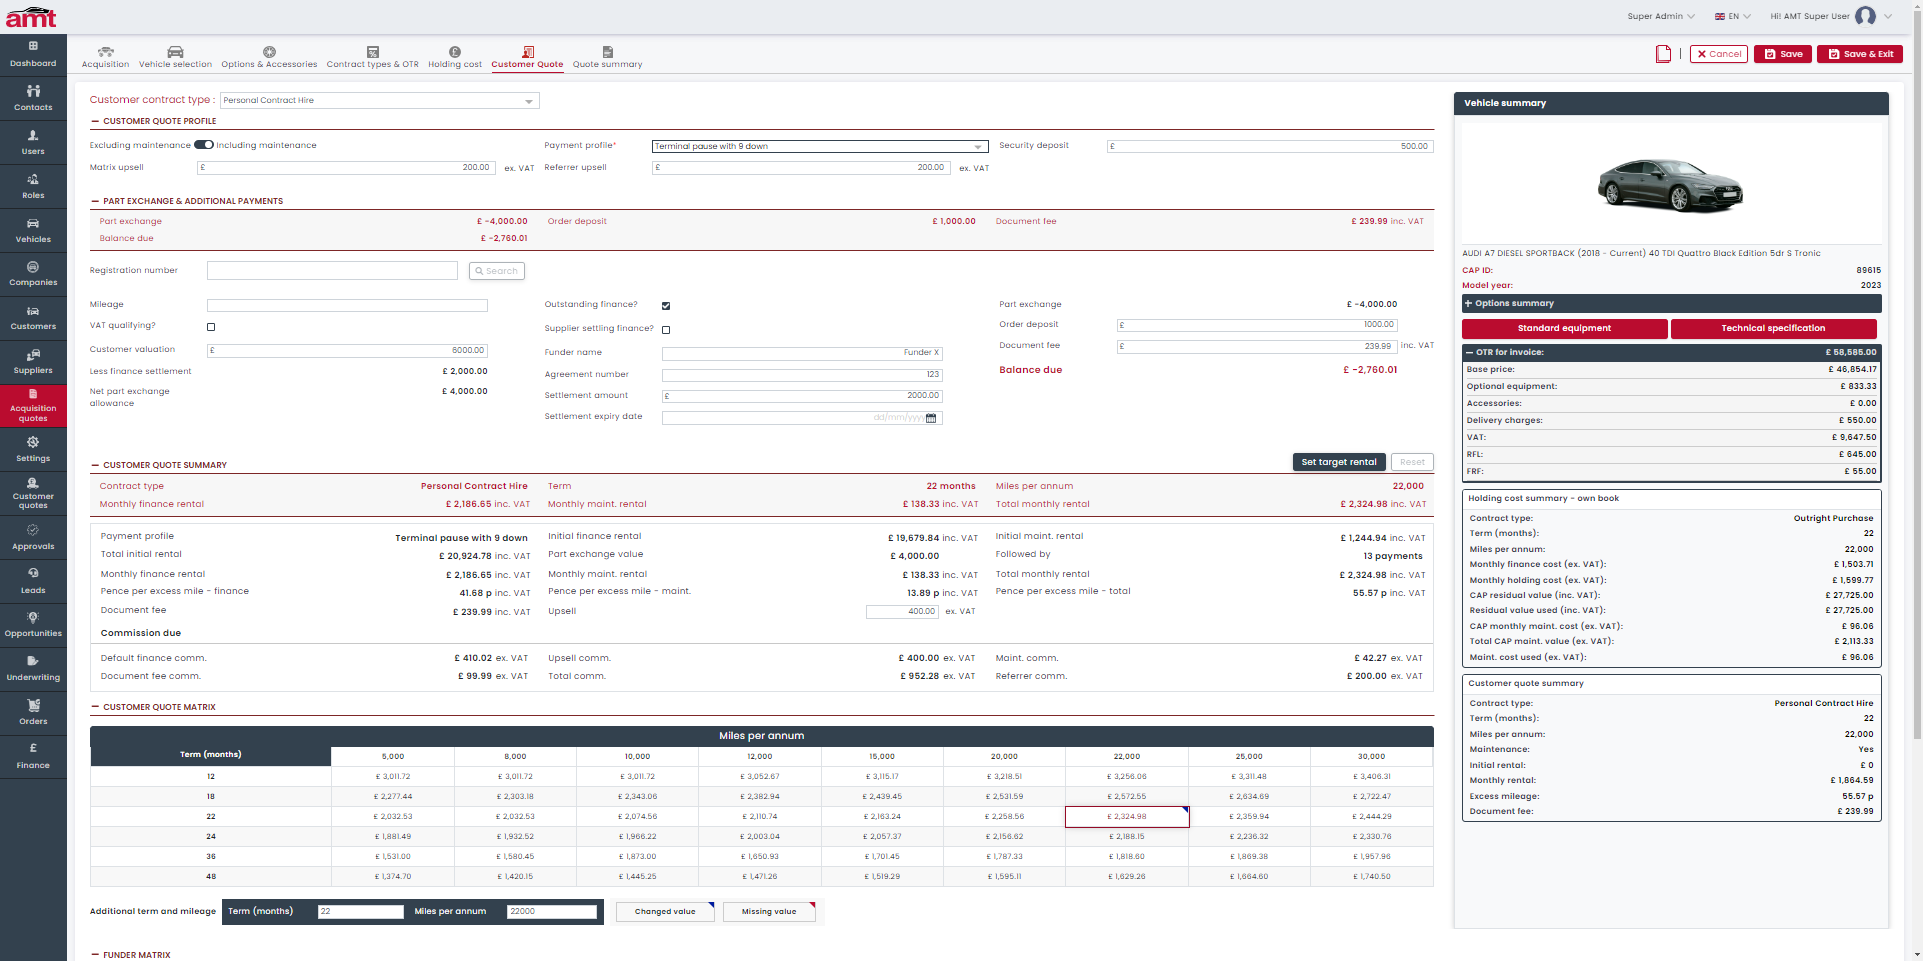 amt
Super Admin
EN
Hi! AMT Super User
Dashboard
Contacts
Users
Roles
Vehicles
Companies
Customers
Suppliers
Acquisition quotes
Settings
Customer quotes
Approvals
Leads
Opportunities
Underwriting
Orders
Finance
Acquisition Vehicle selection Options & Accessories Contract types & OTR Holding cost Customer Quote Quote summary
Cancel Save Save & Exit
Customer contract type : Personal Contract Hire
CUSTOMER QUOTE PROFILE
Excluding maintenance Including maintenance Payment profile* Terminal pause with 9 down Security deposit £ 500.00
Matrix upsell £ 200.00 ex. VAT Referrer upsell £ 200.00 ex. VAT
PART EXCHANGE & ADDITIONAL PAYMENTS
Part exchange £ -4,000.00 Order deposit £ 1,000.00 Document fee £ 239.99 inc. VAT
Balance due £ -2,760.01
Registration number Search
Mileage
VAT qualifying?
Customer valuation £ 6000.00
Less finance settlement £ 2,000.00
Net part exchange allowance £ 4,000.00
Outstanding finance?
Supplier settling finance?
Funder name Funder X
Agreement number 123
Settlement amount £ 2000.00
Settlement expiry date dd/mm/yyyy
Part exchange £ -4,000.00
Order deposit £ 1000.00
Document fee £ 239.99 inc. VAT
Balance due £ -2,760.01
CUSTOMER QUOTE SUMMARY Set target rental Reset
Contract type Personal Contract Hire Term 22 months Miles per annum 22,000
Monthly finance rental £ 2,186.65 inc. VAT Monthly maint. rental £ 138.33 inc. VAT Total monthly rental £ 2,324.98 inc. VAT
Payment profile Terminal pause with 9 down Initial finance rental £ 19,679.84 inc. VAT Initial maint. rental £ 1,244.94 inc. VAT
Total initial rental £ 20,924.78 inc. VAT Part exchange value £ 4,000.00 Followed by 13 payments
Monthly finance rental £ 2,186.65 inc. VAT Monthly maint. rental £ 138.33 inc. VAT Total monthly rental £ 2,324.98 inc. VAT
Pence per excess mile - finance 41.68 p inc. VAT Pence per excess mile - maint. 13.89 p inc. VAT Pence per excess mile - total 55.57 p inc. VAT
Document fee £ 239.99 inc. VAT Upsell 400.00 ex. VAT
Commission due
Default finance comm. £ 410.02 ex. VAT Upsell comm. £ 400.00 ex. VAT Maint. comm. £ 42.27 ex. VAT
Document fee comm. £ 99.99 ex. VAT Total comm. £ 952.28 ex. VAT Referrer comm. £ 200.00 ex. VAT
CUSTOMER QUOTE MATRIX
Miles per annum
Term (months) 5,000 8,000 10,000 12,000 15,000 20,000 22,000 25,000 30,000
12 £ 3,011.72 £ 3,011.72 £ 3,011.72 £ 3,052.67 £ 3,115.17 £ 3,218.51 £ 3,256.06 £ 3,311.48 £ 3,406.31
18 £ 2,277.44 £ 2,303.18 £ 2,343.06 £ 2,382.94 £ 2,439.45 £ 2,531.59 £ 2,572.55 £ 2,634.69 £ 2,722.47
22 £ 2,032.53 £ 2,032.53 £ 2,074.56 £ 2,110.74 £ 2,163.24 £ 2,258.56 £ 2,324.98 £ 2,359.94 £ 2,444.29
24 £ 1,881.49 £ 1,932.52 £ 1,966.22 £ 2,003.04 £ 2,057.37 £ 2,156.62 £ 2,188.15 £ 2,236.32 £ 2,330.76
36 £ 1,531.00 £ 1,580.45 £ 1,873.00 £ 1,650.93 £ 1,701.45 £ 1,787.33 £ 1,818.60 £ 1,869.38 £ 1,957.96
48 £ 1,374.70 £ 1,420.15 £ 1,445.25 £ 1,471.26 £ 1,519.29 £ 1,595.11 £ 1,629.26 £ 1,664.60 £ 1,740.50
Additional term and mileage Term (months) 22 Miles per annum 22000 Changed value Missing value
FUNDER MATRIX
Vehicle summary
AUDI A7 DIESEL SPORTBACK (2018 - Current) 40 TDI Quattro Black Edition 5dr S Tronic
CAP ID: 89615
Model year: 2023
Options summary
Standard equipment Technical specification
OTR for invoice: £ 58,585.00
Base price: £ 46,854.17
Optional equipment: £ 833.33
Accessories: £ 0.00
Delivery charges: £ 550.00
VAT: £ 9,647.50
RFL: £ 645.00
FRF: £ 55.00
Holding cost summary - own book
Contract type: Outright Purchase
Term (months): 22
Miles per annum: 22,000
Monthly finance cost (ex. VAT): £ 1,503.71
Monthly holding cost (ex. VAT): £ 1,599.77
CAP residual value (inc. VAT): £ 27,725.00
Residual value used (inc. VAT): £ 27,725.00
CAP monthly maint. cost (ex. VAT): £ 96.06
Total CAP maint. value (ex. VAT): £ 2,113.33
Maint. cost used (ex. VAT): £ 96.06
Customer quote summary
Contract type: Personal Contract Hire
Term (months): 22
Miles per annum: 22,000
Maintenance: Yes
Initial rental: £ 0
Monthly rental: £ 1,864.59
Excess mileage: 55.57 p
Document fee: £ 239.99